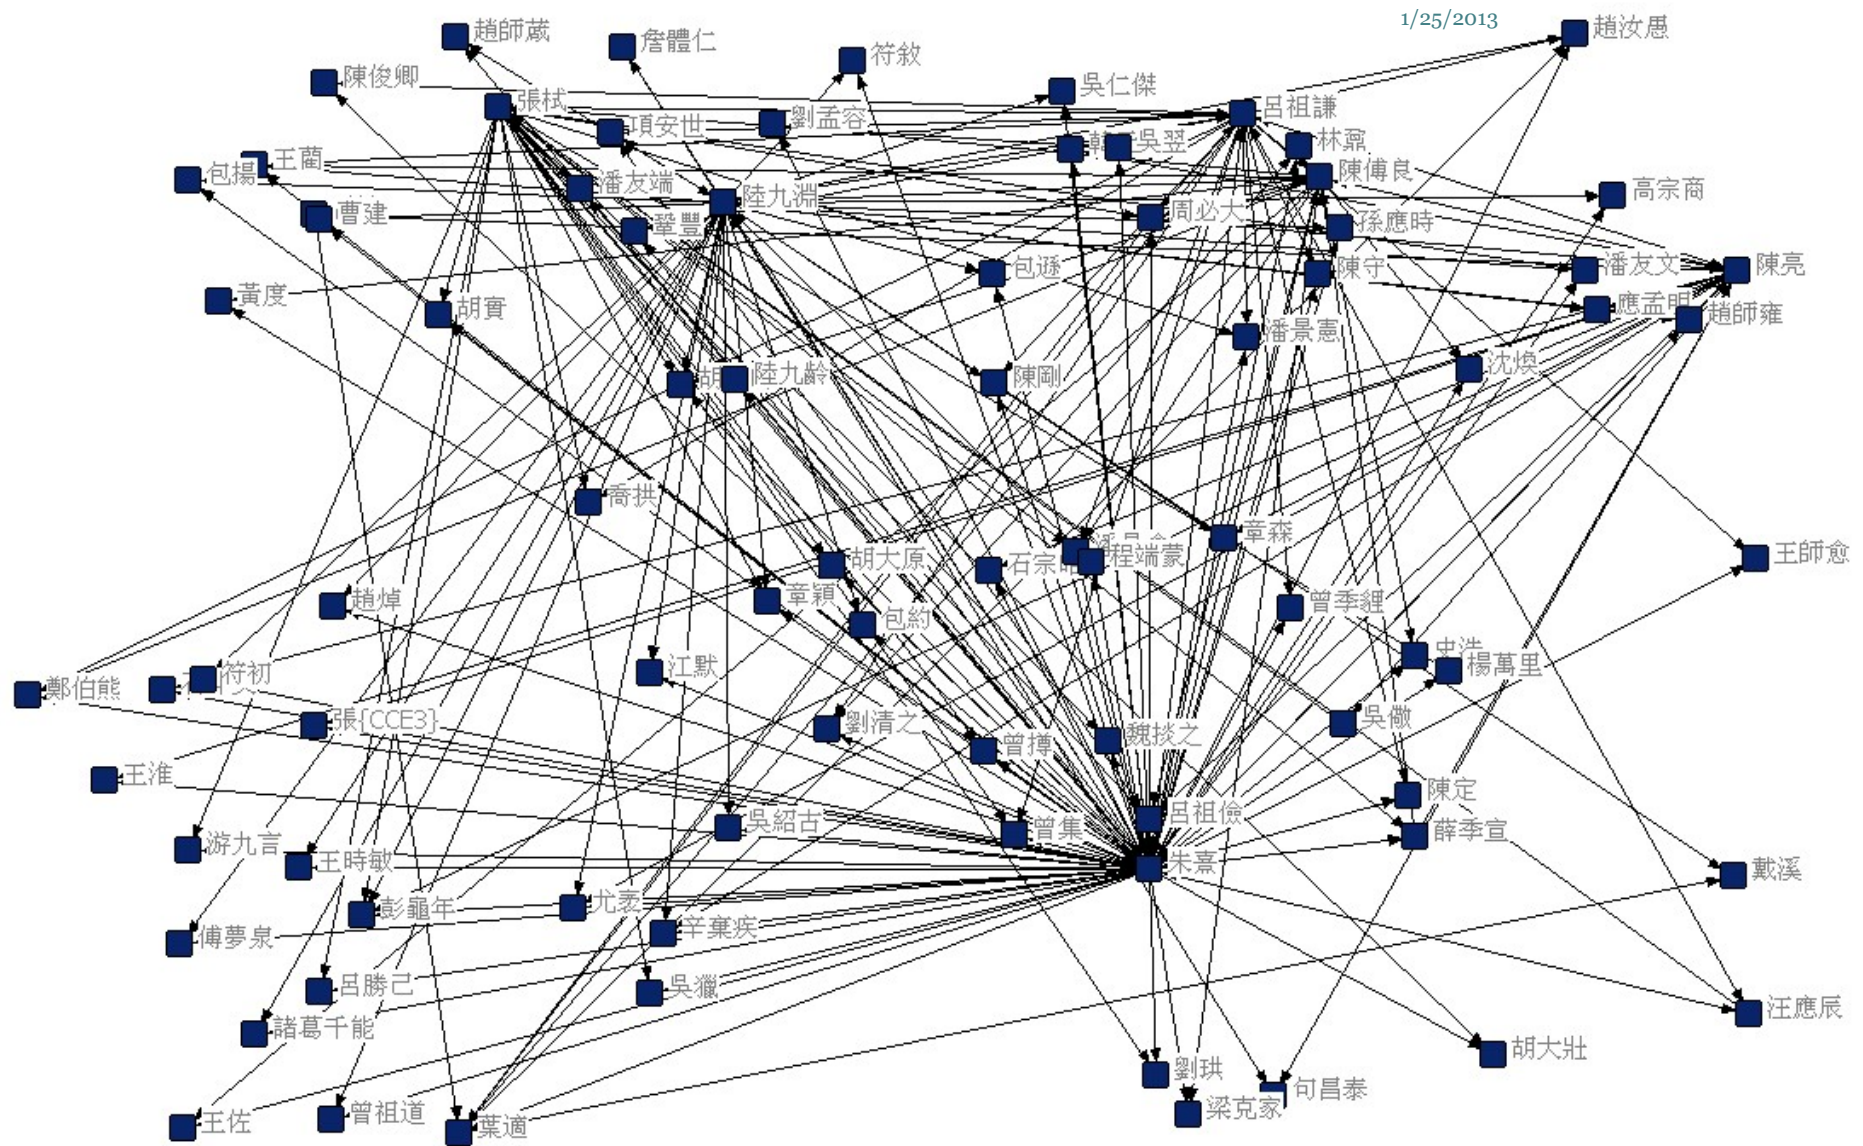 1/25/2013
趙汝愚
趙師蒧
詹體仁
符敘
陳俊卿
吳仁傑
張栻
呂祖謙
劉孟容
項安世
林鼐
吳翌
王藺
包揚
陳傅良
潘友端
陸九淵
高宗商
曹建
周必大
鞏豐
孫應時
包遜
陳守
潘友文
陳亮
黃度
胡實
應孟明
趙師雍
潘景憲
沈煥
胡
陸九齡
陳剛
喬拱
章森
胡大原
石宗昭
程端蒙
王師愈
趙焯
章穎
包約
曾季貍
史浩
楊萬里
江默
鄭伯熊
符初
張{CCE3}
劉清之
曾撙
魏掞之
吳儆
王淮
陳定
呂祖儉
吳紹古
曾集
薛季宣
游九言
王時敏
朱熹
戴溪
彭龜年
尤袤
辛棄疾
傅夢泉
呂勝己
吳獵
汪應辰
諸葛千能
胡大壯
劉珙
句昌泰
梁克家
王佐
曾祖道
葉適